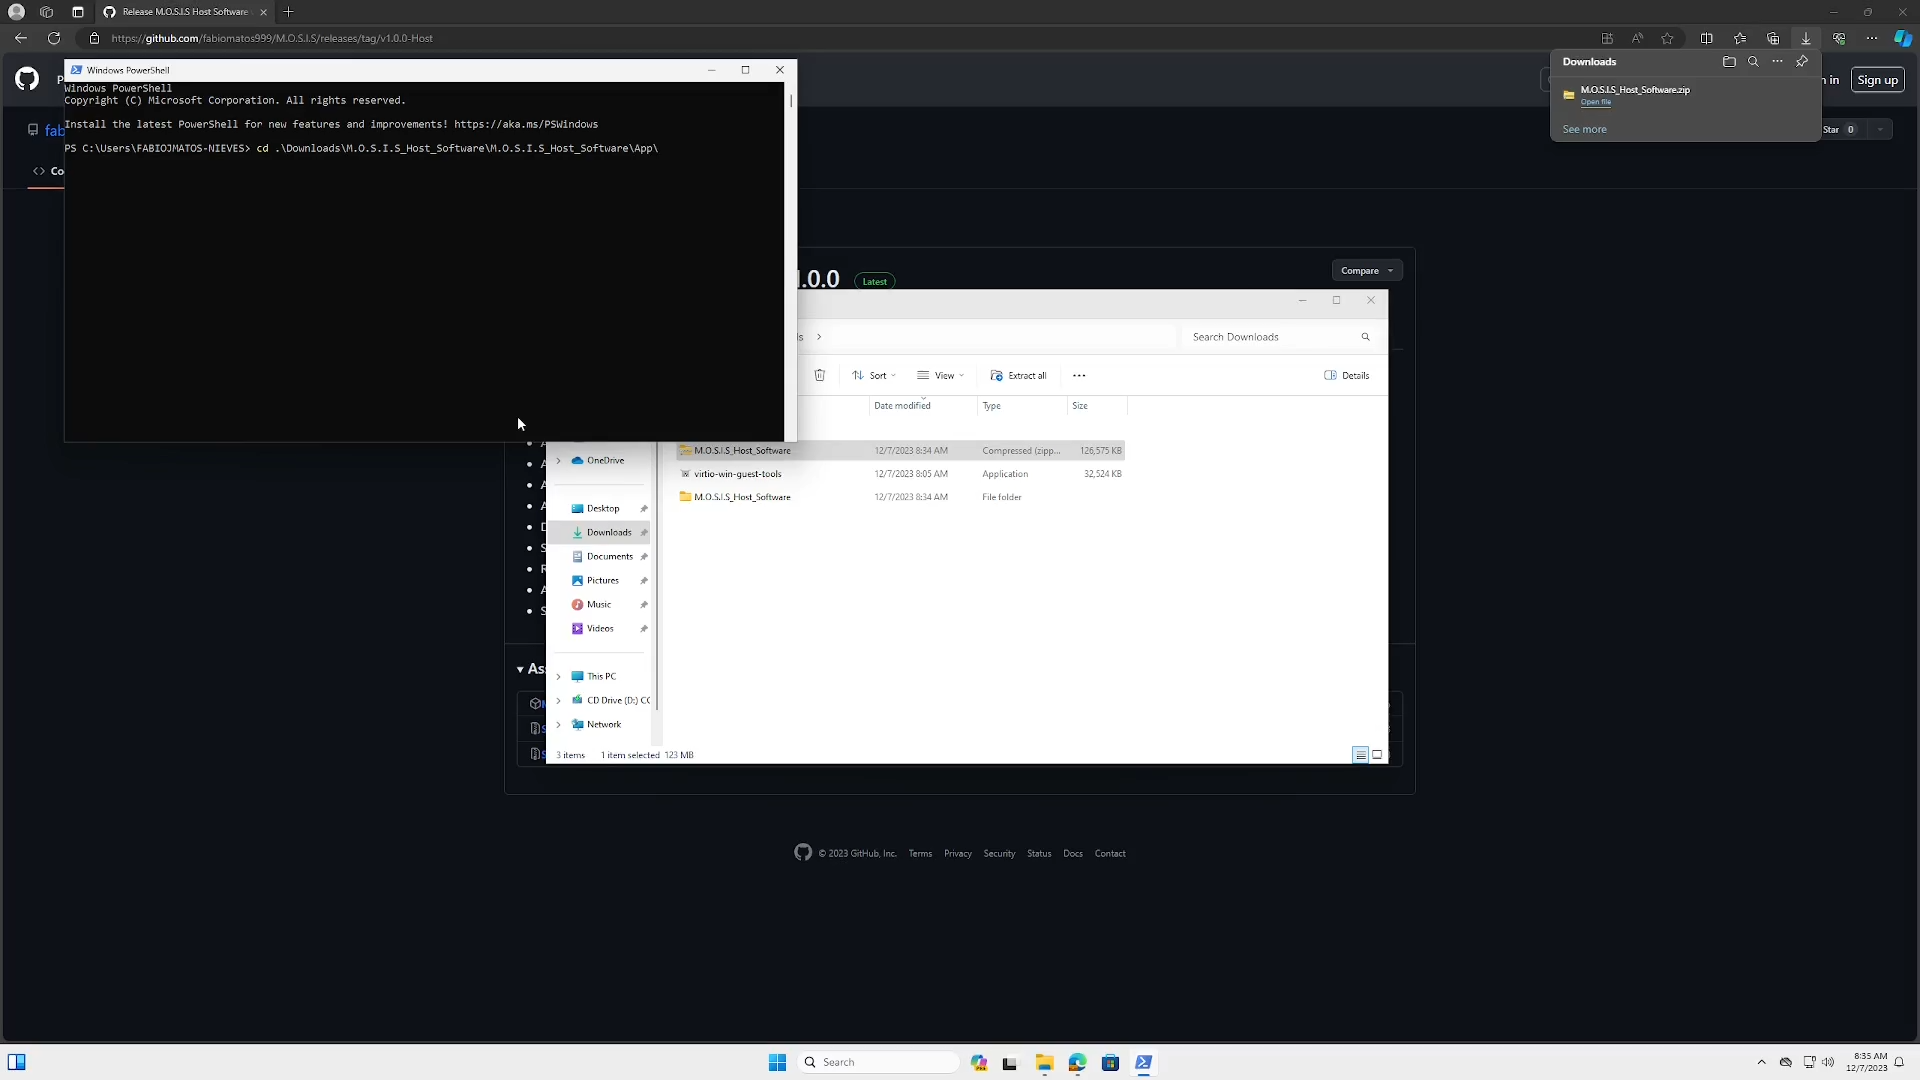 Release M.O.S.I.S Host Software
https://github.com/fabiomatos999/M.O.S.I.S/releases/tag/v1.0.0-Host
Downloads
M.O.S.I.S_Host_Software.zip
Open file
See more
in
Sign up
Star 0
P
fab
<> Co
Windows PowerShell
Windows PowerShell
Copyright (C) Microsoft Corporation. All rights reserved.
Install the latest PowerShell for new features and improvements! https://aka.ms/PSWindows
PS C:\Users\FABIOJMATOS-NIEVES> cd .\Downloads\M.O.S.I.S_Host_Software\M.O.S.I.S_Host_Software\App\
.0.0
Latest
Compare
s >
Search Downloads
Sort
View
Extract all
Details
Date modified
Type
Size
M.O.S.I.S_Host_Software 12/7/2023 8:34 AM Compressed (zipp... 126,575 KB
virtio-win-guest-tools 12/7/2023 8:05 AM Application 32,524 KB
M.O.S.I.S_Host_Software 12/7/2023 8:34 AM File folder
OneDrive
Desktop
Downloads
Documents
Pictures
Music
Videos
This PC
CD Drive (D:) CC
Network
3 items 1 item selected 123 MB
Ass
© 2023 GitHub, Inc. Terms Privacy Security Status Docs Contact
Search
8:35 AM
12/7/2023